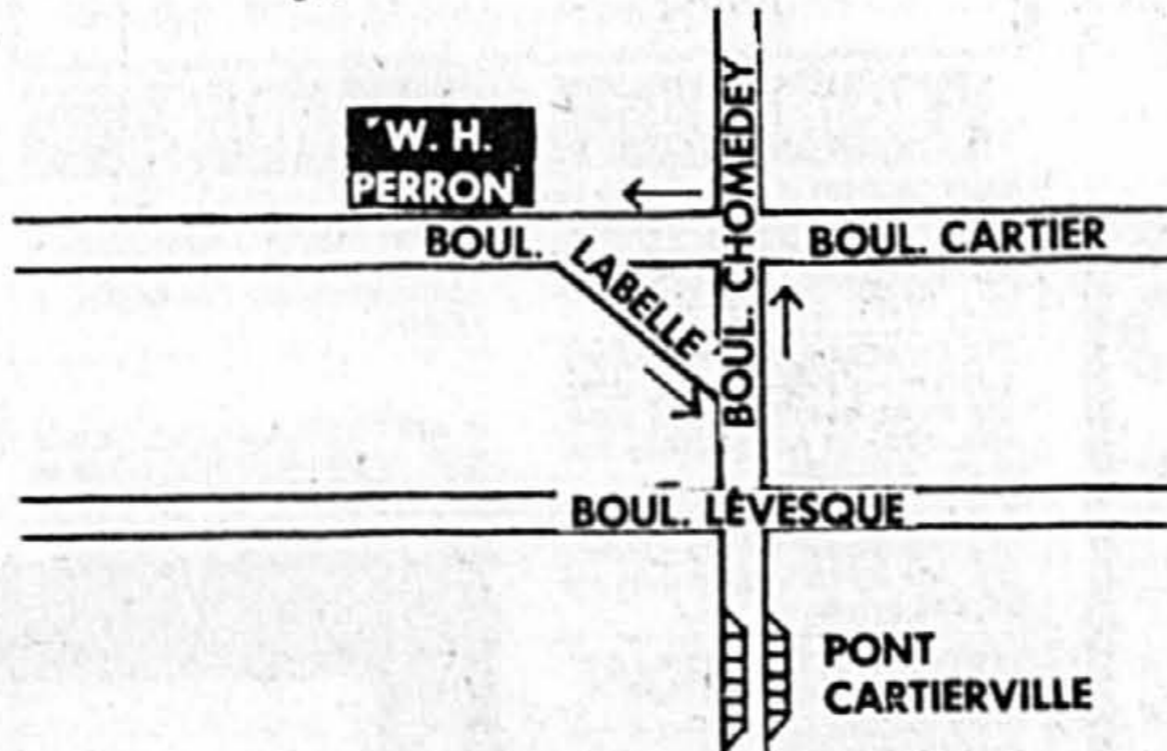 W. H.
PERRON
BOUL. CHOMEDEY
BOUL. LABELLE
BOUL. CARTIER
BOUL. LÉVESQUE
PONT
CARTIERVILLE